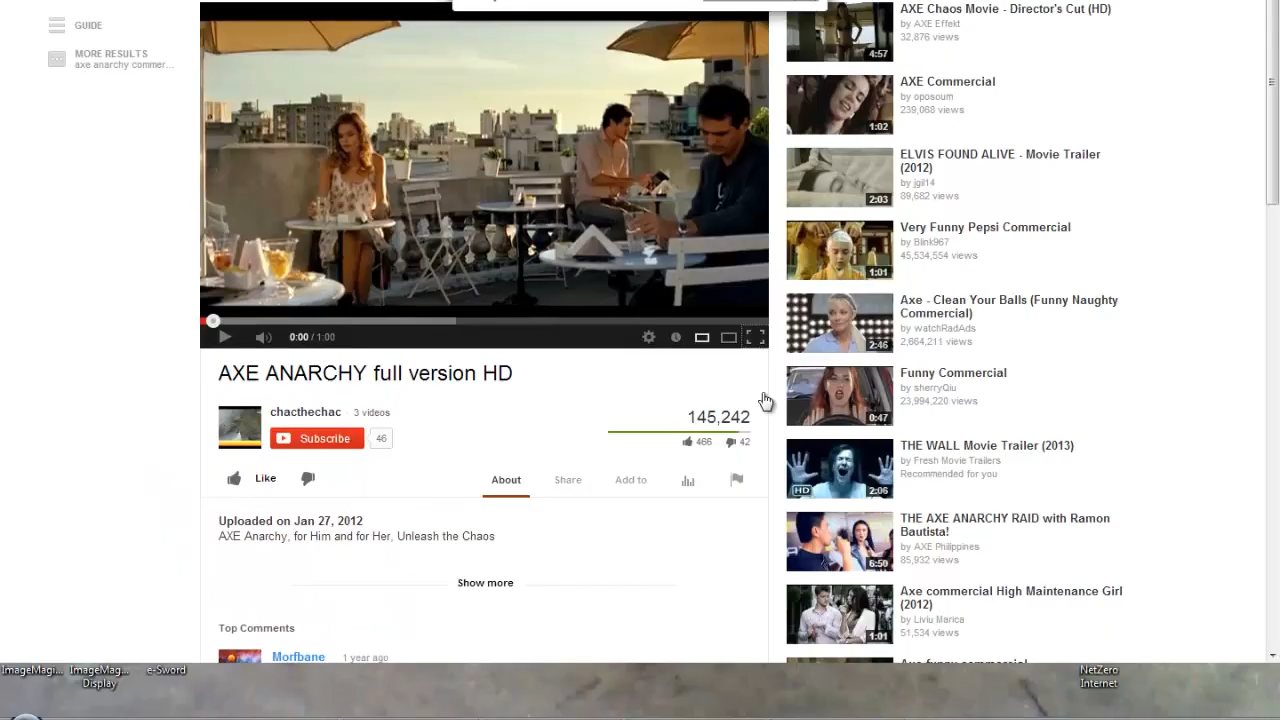 GUIDE
MORE RESULTS
axe anarchy commer...
0:00 / 1:00
AXE ANARCHY full version HD
chacthechac 3 videos
Subscribe 46
145,242
466 42
Like
About Share Add to
Uploaded on Jan 27, 2012
AXE Anarchy, for Him and for Her, Unleash the Chaos
Show more
Top Comments
Morfbane 1 year ago
AXE Chaos Movie - Director's Cut (HD)
by AXE Effekt
32,876 views
4:57
AXE Commercial
by oposoum
239,068 views
1:02
ELVIS FOUND ALIVE - Movie Trailer
(2012)
by jgil14
89,682 views
2:03
Very Funny Pepsi Commercial
by Blink967
45,534,554 views
1:01
Axe - Clean Your Balls (Funny Naughty
Commercial)
by watchRadAds
2,664,211 views
2:46
Funny Commercial
by sherryQiu
23,994,220 views
0:47
THE WALL Movie Trailer (2013)
by Fresh Movie Trailers
Recommended for you
HD 2:06
THE AXE ANARCHY RAID with Ramon
Bautista!
by AXE Philippines
85,932 views
6:50
Axe commercial High Maintenance Girl
(2012)
by Liviu Marica
51,534 views
1:01
Axe funny commercial
ImageMagi... ImageMag... e-Sword
Display
NetZero
Internet